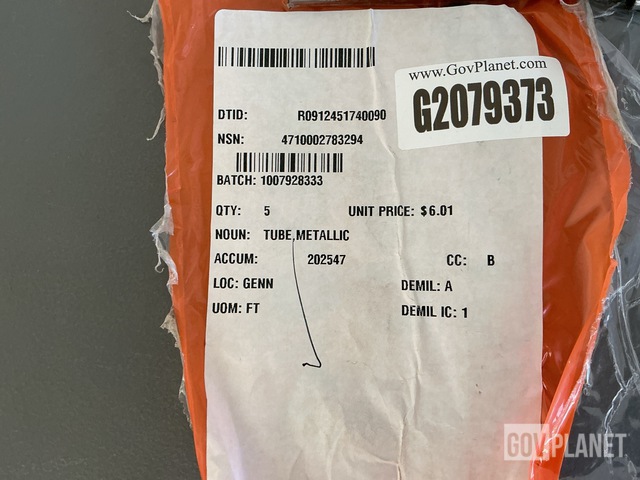 www.GovPlanet.com
G2079373
DTID: R0912451740090
NSN: 4710002783294
BATCH: 1007928333
QTY: 5 UNIT PRICE: $6.01
NOUN: TUBE,METALLIC
ACCUM: 202547 CC: B
LOC: GENN DEMIL: A
UOM: FT DEMIL IC: 1
GOVPLANET